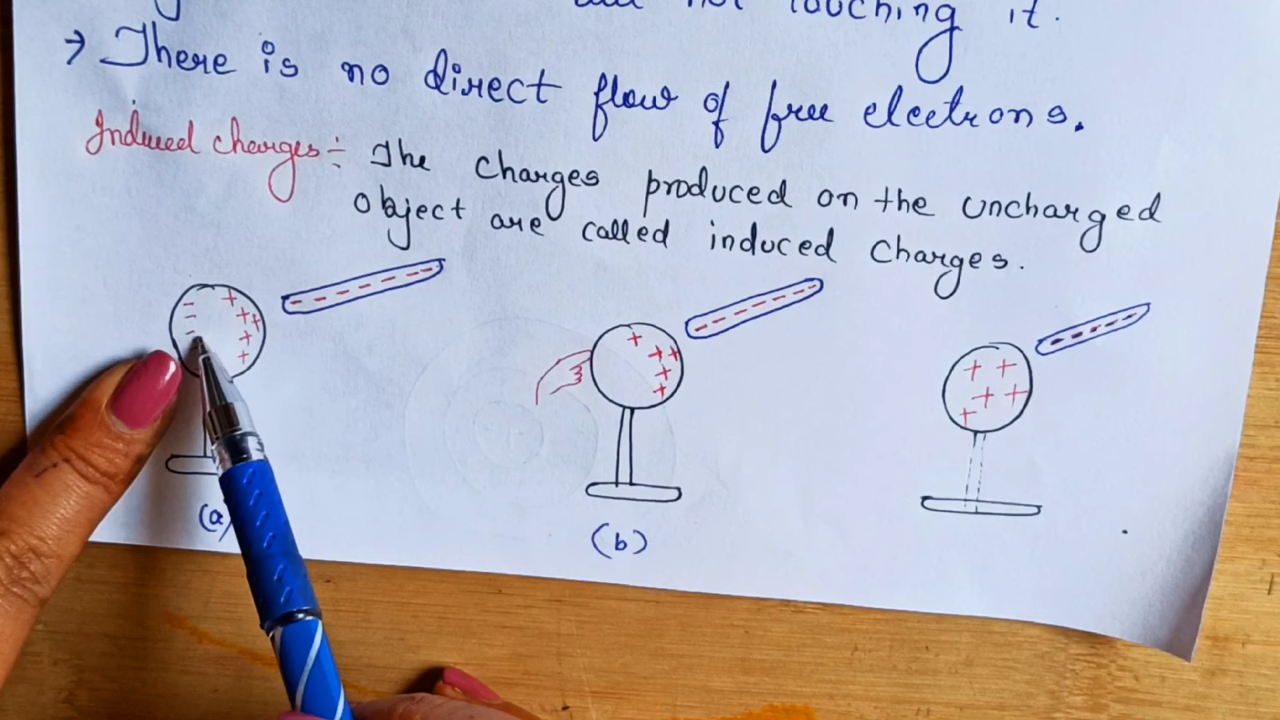 not touching it.
→ There is no direct flow of free electrons.
Induced charges :- The charges produced on the uncharged
object are called induced charges.
(a)
(b)